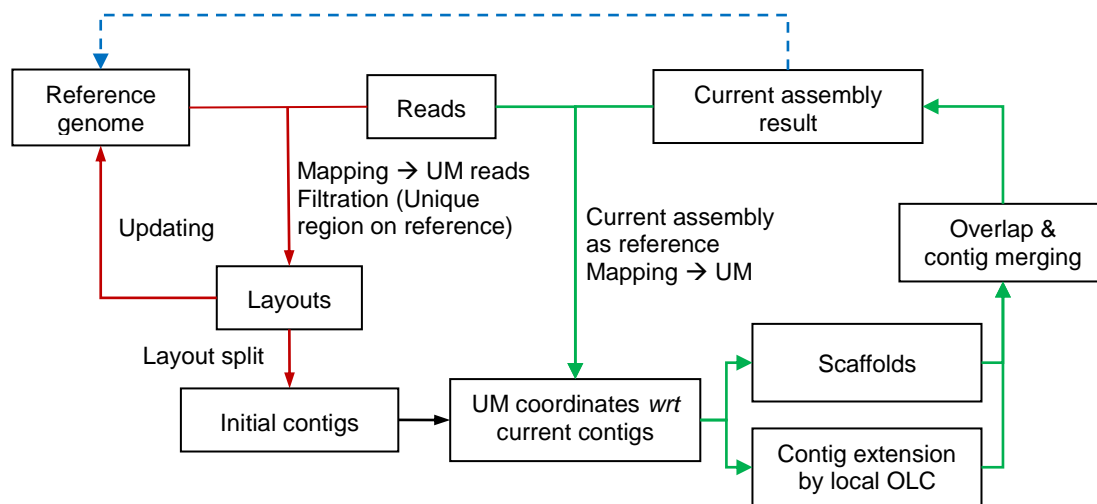 Reference
genome
Reads
Current assembly
result
Mapping → UM reads
Filtration (Unique
region on reference)
Updating
Current assembly
as reference
Mapping → UM
Overlap &
contig merging
Layouts
Layout split
Scaffolds
Initial contigs
UM coordinates wrt
current contigs
Contig extension
by local OLC